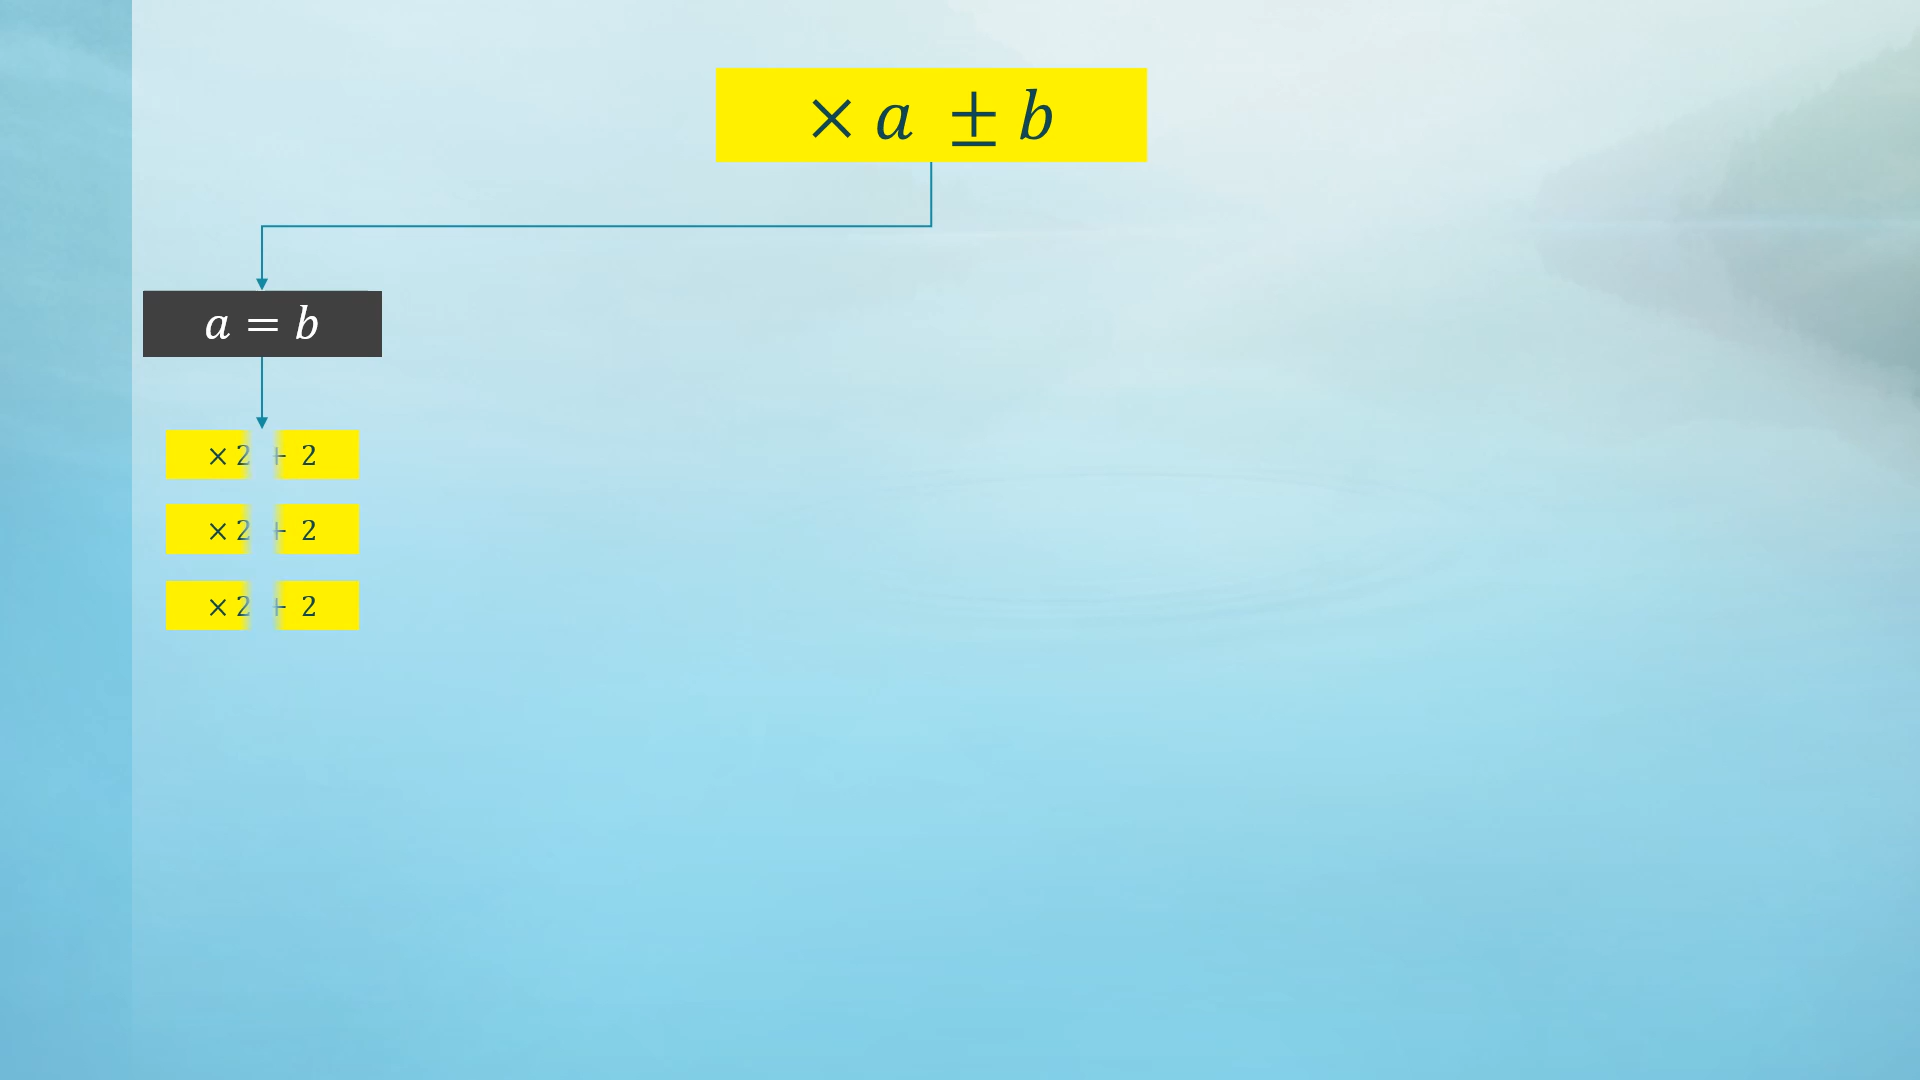 × a ± b
a = b
× 2 + 2
× 2 + 2
× 2 + 2